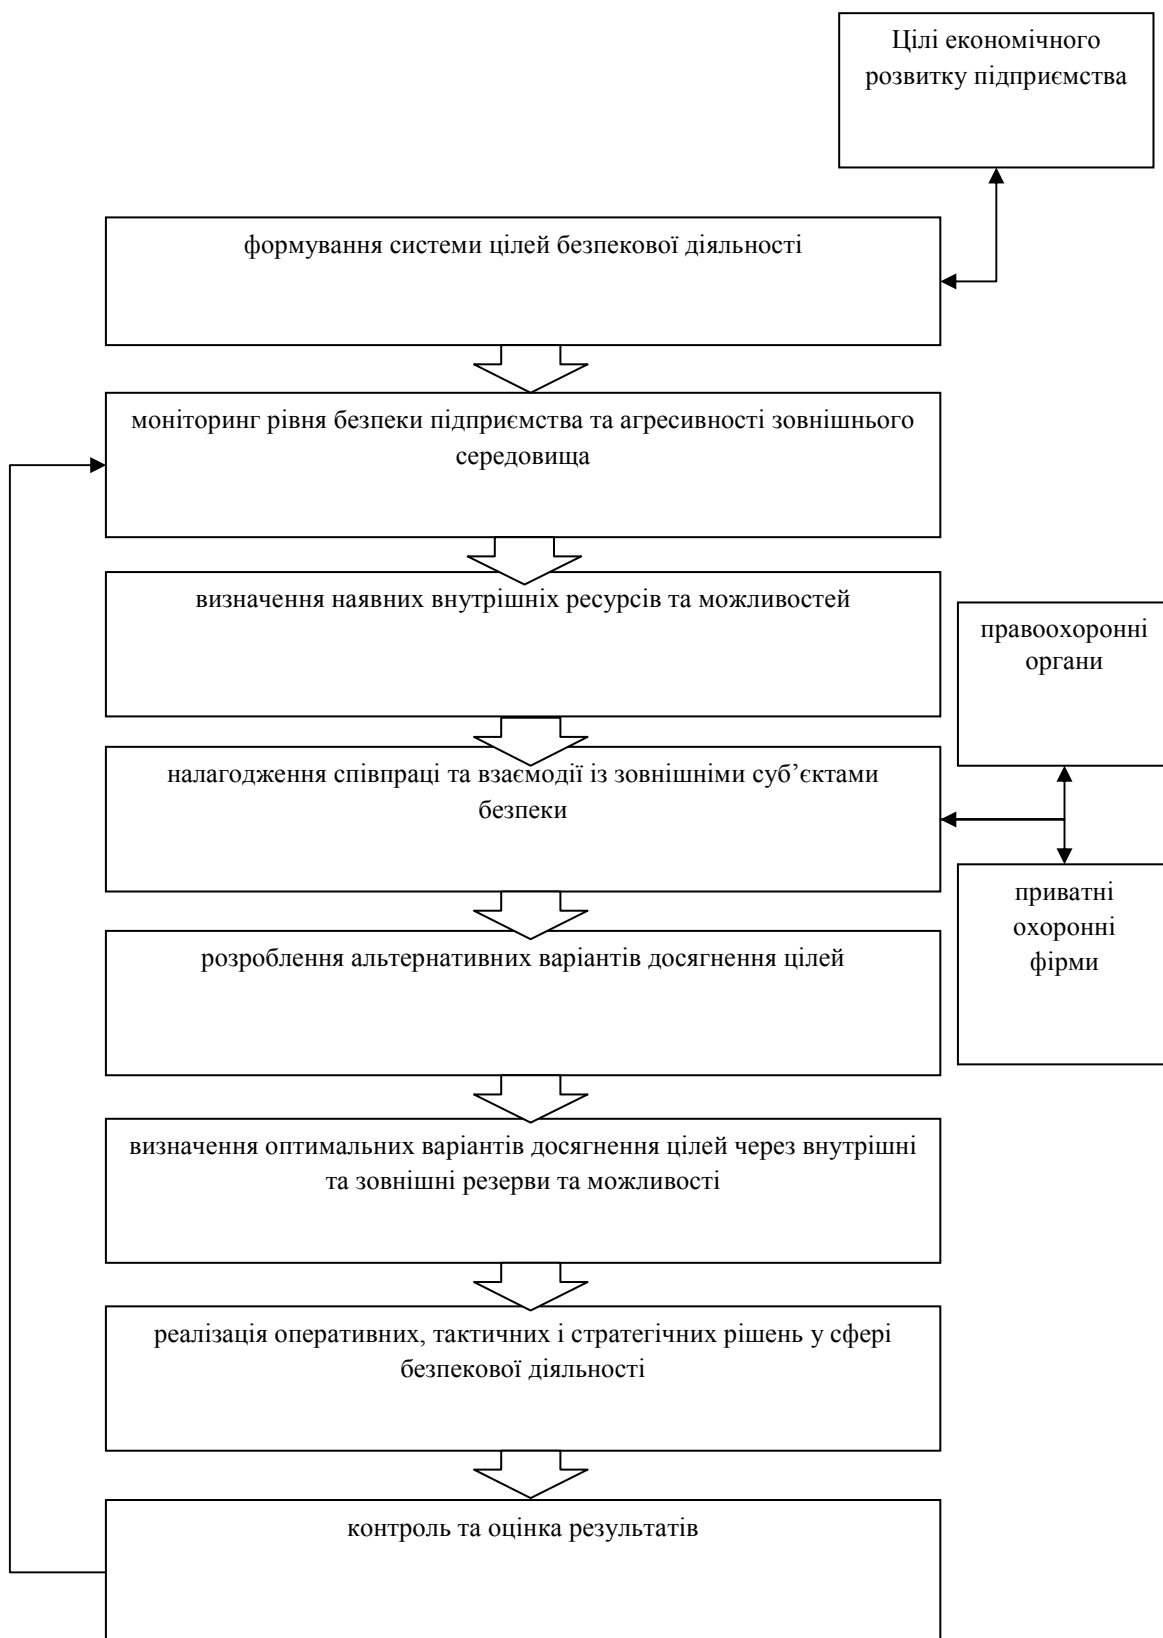 Цілі економічного
розвитку підприємства
формування системи цілей безпекової діяльності
моніторинг рівня безпеки підприємства та агресивності зовнішнього
середовища
визначення наявних внутрішніх ресурсів та можливостей
правоохоронні
органи
налагодження співпраці та взаємодії із зовнішніми суб’єктами
безпеки
приватні
охоронні
фірми
розроблення альтернативних варіантів досягнення цілей
визначення оптимальних варіантів досягнення цілей через внутрішні
та зовнішні резерви та можливості
реалізація оперативних, тактичних і стратегічних рішень у сфері
безпекової діяльності
контроль та оцінка результатів